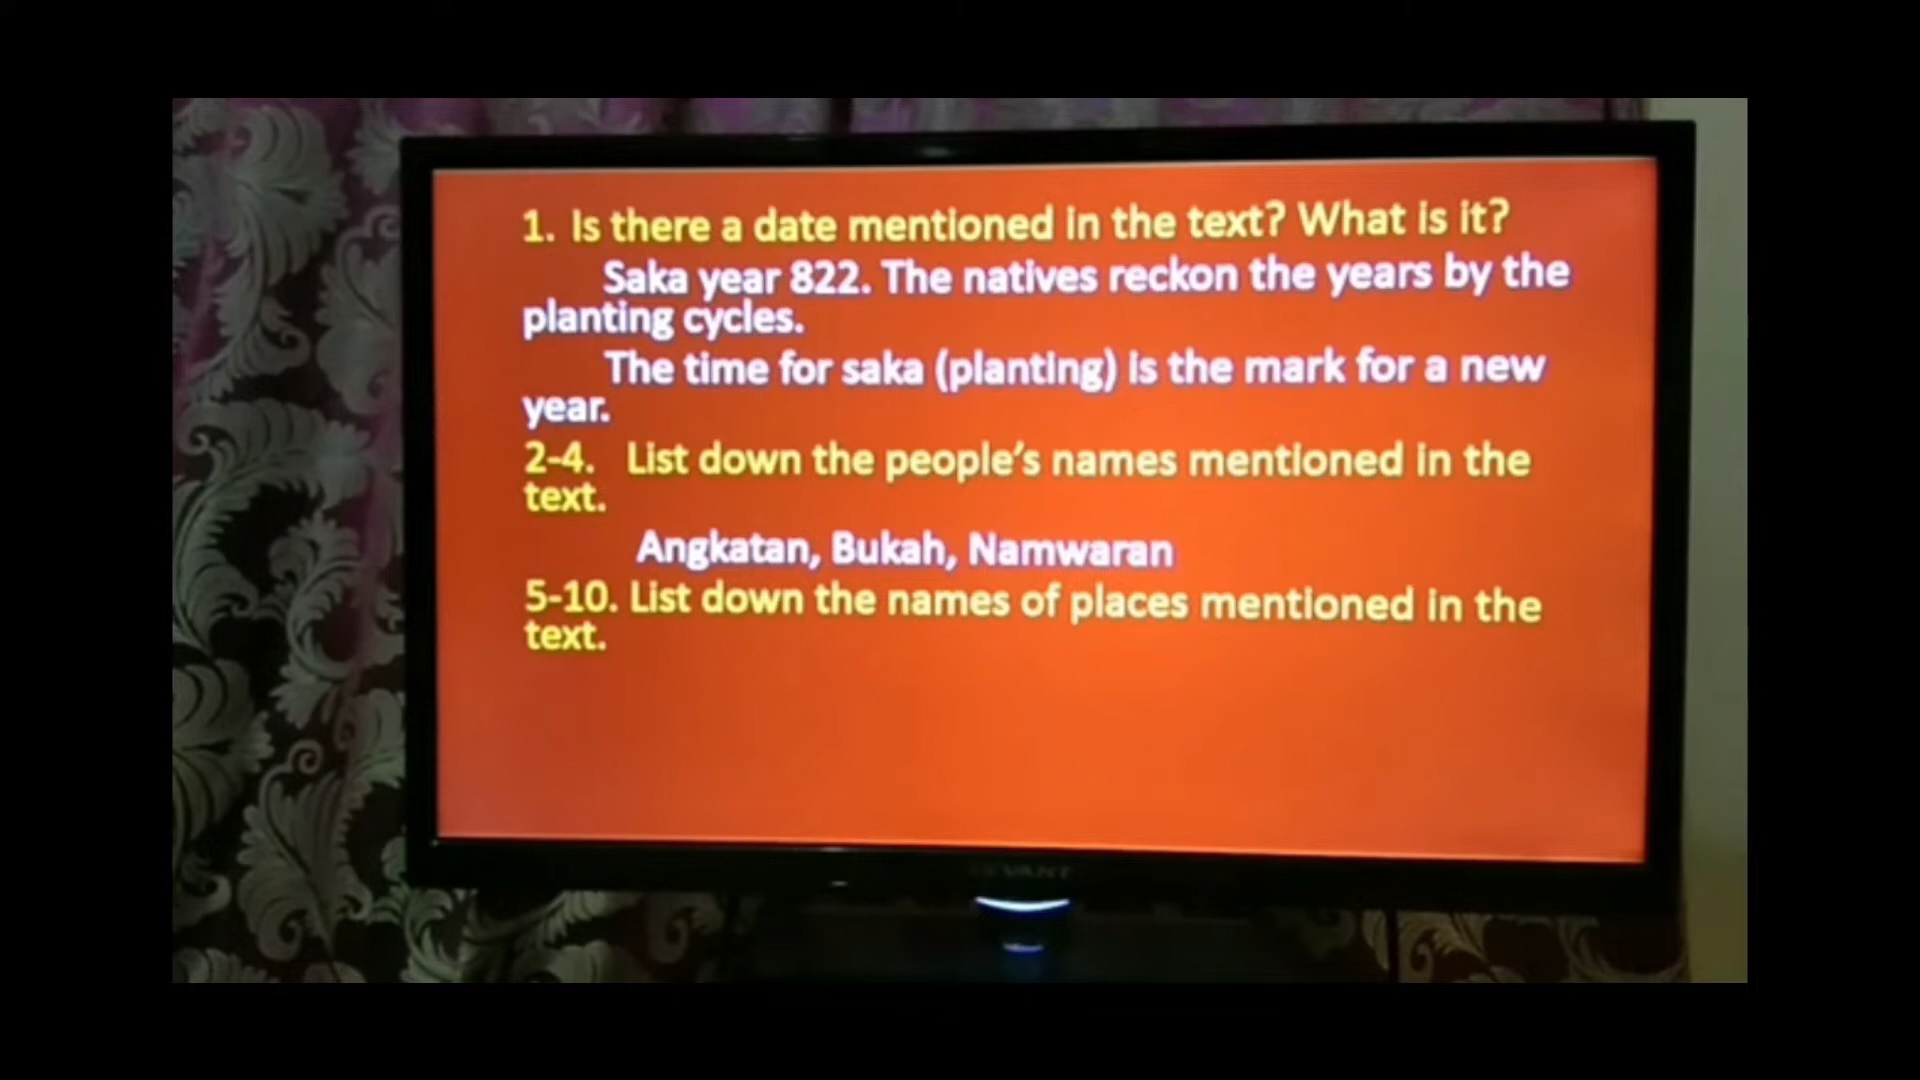 1. Is there a date mentioned in the text? What is it?
Saka year 822. The natives reckon the years by the
planting cycles.
The time for saka (planting) is the mark for a new
year.
2-4. List down the people's names mentioned in the
text.
Angkatan, Bukah, Namwaran
5-10. List down the names of places mentioned in the
text.